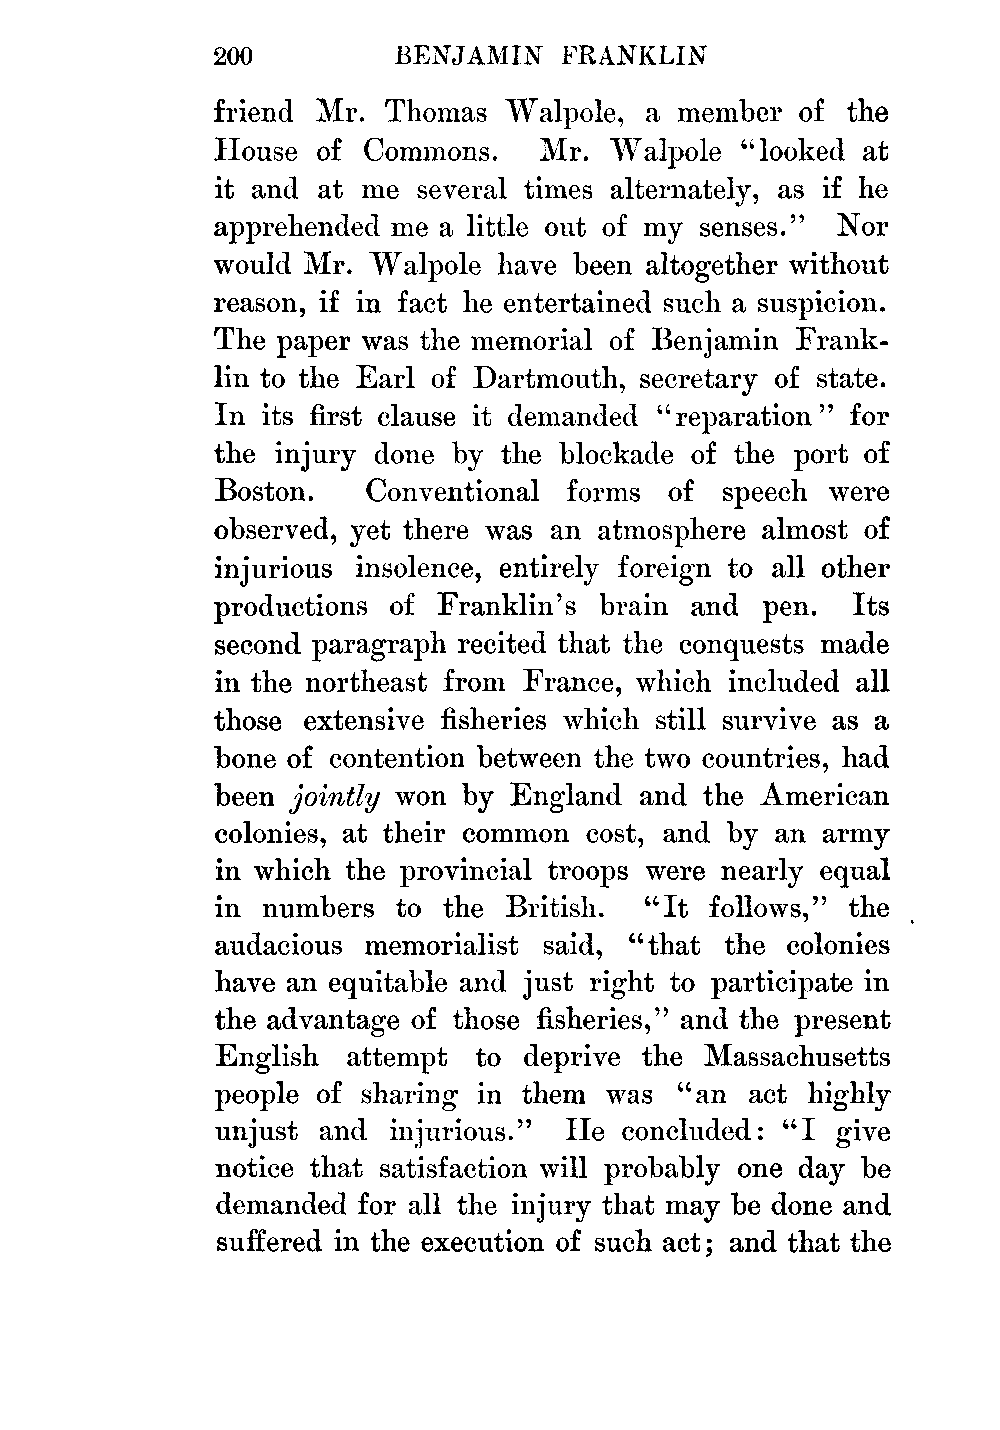 200 BENJAMIN FRANKLIN
friend Mr. Thomas Walpole, a member of the
House of Commons. Mr. Walpole "looked at
it and at me several times alternately, as if he
apprehended me a little out of my senses." Nor
would Mr. Walpole have been altogether without
reason, if in fact he entertained such a suspicion.
The paper was the memorial of Benjamin Frank-
lin to the Earl of Dartmouth, secretary of state.
In its first clause it demanded "reparation" for
the injury done by the blockade of the port of
Boston. Conventional forms of speech were
observed, yet there was an atmosphere almost of
injurious insolence, entirely foreign to all other
productions of Franklin's brain and pen. Its
second paragraph recited that the conquests made
in the northeast from France, which included all
those extensive fisheries which still survive as a
bone of contention between the two countries, had
been jointly won by England and the American
colonies, at their common cost, and by an army
in which the provincial troops were nearly equal
in numbers to the British. "It follows," the
audacious memorialist said, "that the colonies
have an equitable and just right to participate in
the advantage of those fisheries," and the present
English attempt to deprive the Massachusetts
people of sharing in them was "an act highly
unjust and injurious." He concluded: "I give
notice that satisfaction will probably one day be
demanded for all the injury that may be done and
suffered in the execution of such act; and that the